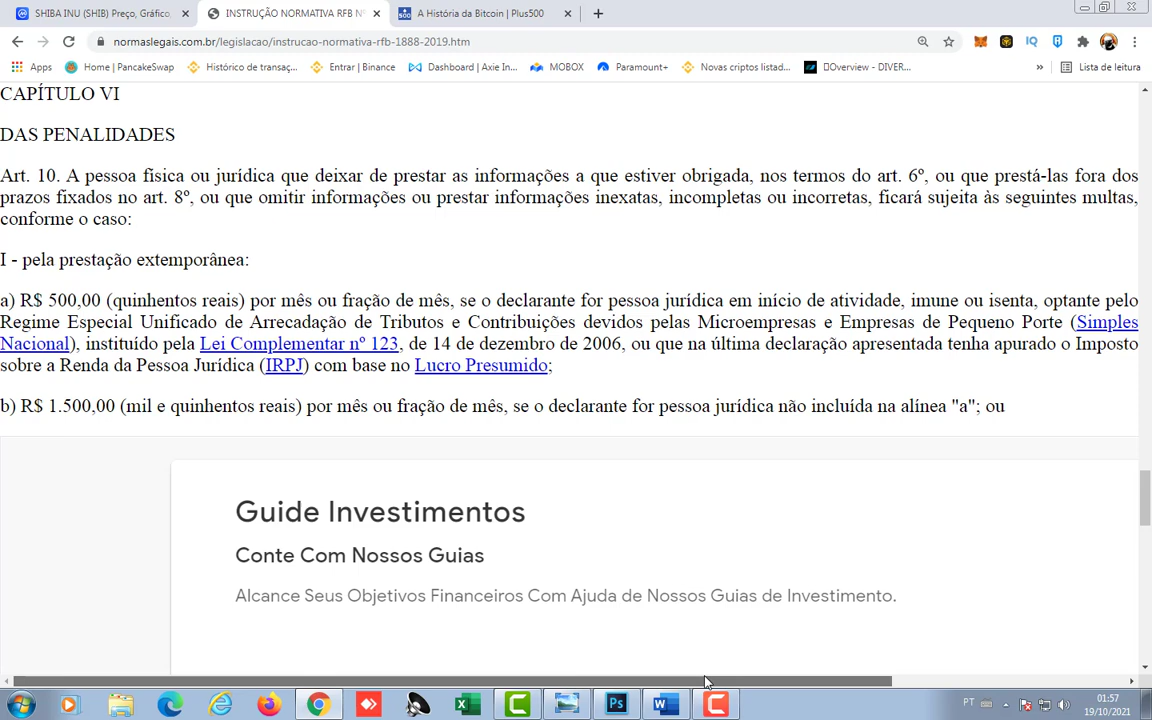 SHIBA INU (SHIB) Preço, Gráfico
INSTRUÇÃO NORMATIVA RFB Nº
A História da Bitcoin | Plus500
normaslegais.com.br/legislacao/instrucao-normativa-rfb-1888-2019.htm
Apps
Home | PancakeSwap
Histórico de transaç...
Entrar | Binance
Dashboard | Axie In...
MOBOX
Paramount+
Novas criptos listad...
Overview - DIVER...
»
Lista de leitura
CAPÍTULO VI
DAS PENALIDADES
Art. 10. A pessoa física ou jurídica que deixar de prestar as informações a que estiver obrigada, nos termos do art. 6º, ou que prestá-las fora dos
prazos fixados no art. 8º, ou que omitir informações ou prestar informações inexatas, incompletas ou incorretas, ficará sujeita às seguintes multas,
conforme o caso:
I - pela prestação extemporânea:
a) R$ 500,00 (quinhentos reais) por mês ou fração de mês, se o declarante for pessoa jurídica em início de atividade, imune ou isenta, optante pelo
Regime Especial Unificado de Arrecadação de Tributos e Contribuições devidos pelas Microempresas e Empresas de Pequeno Porte (Simples
Nacional), instituído pela Lei Complementar nº 123, de 14 de dezembro de 2006, ou que na última declaração apresentada tenha apurado o Imposto
sobre a Renda da Pessoa Jurídica (IRPJ) com base no Lucro Presumido;
b) R$ 1.500,00 (mil e quinhentos reais) por mês ou fração de mês, se o declarante for pessoa jurídica não incluída na alínea "a"; ou
Guide Investimentos
Conte Com Nossos Guias
Alcance Seus Objetivos Financeiros Com Ajuda de Nossos Guias de Investimento.
PT
01:57
19/10/2021